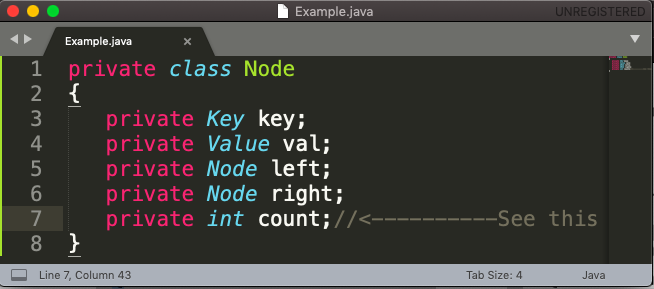 Example.java
UNREGISTERED
Example.java ×
1 private class Node
2 {
3    private Key key;
4    private Value val;
5    private Node left;
6    private Node right;
7    private int count;//<----------See this
8 }
Line 7, Column 43
Tab Size: 4
Java